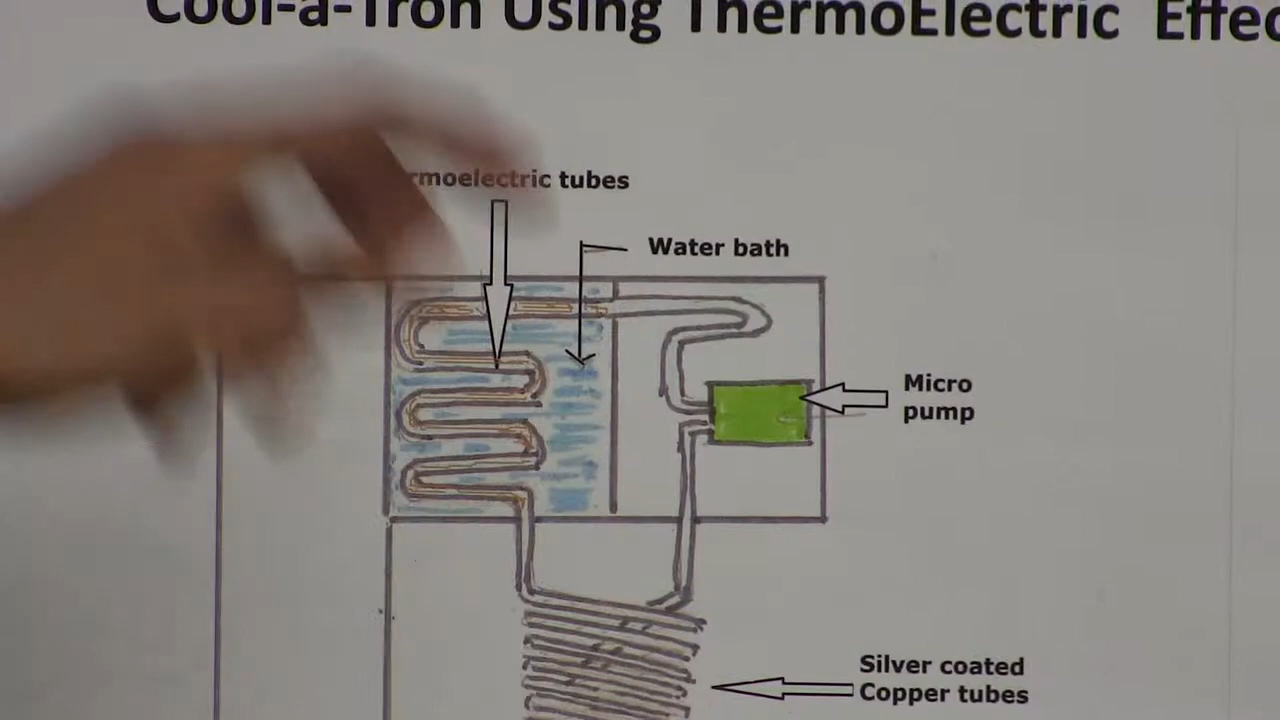 Cool-a-Tron Using ThermoElectric Effec
rmoelectric tubes
Water bath
Micro
pump
Silver coated
Copper tubes